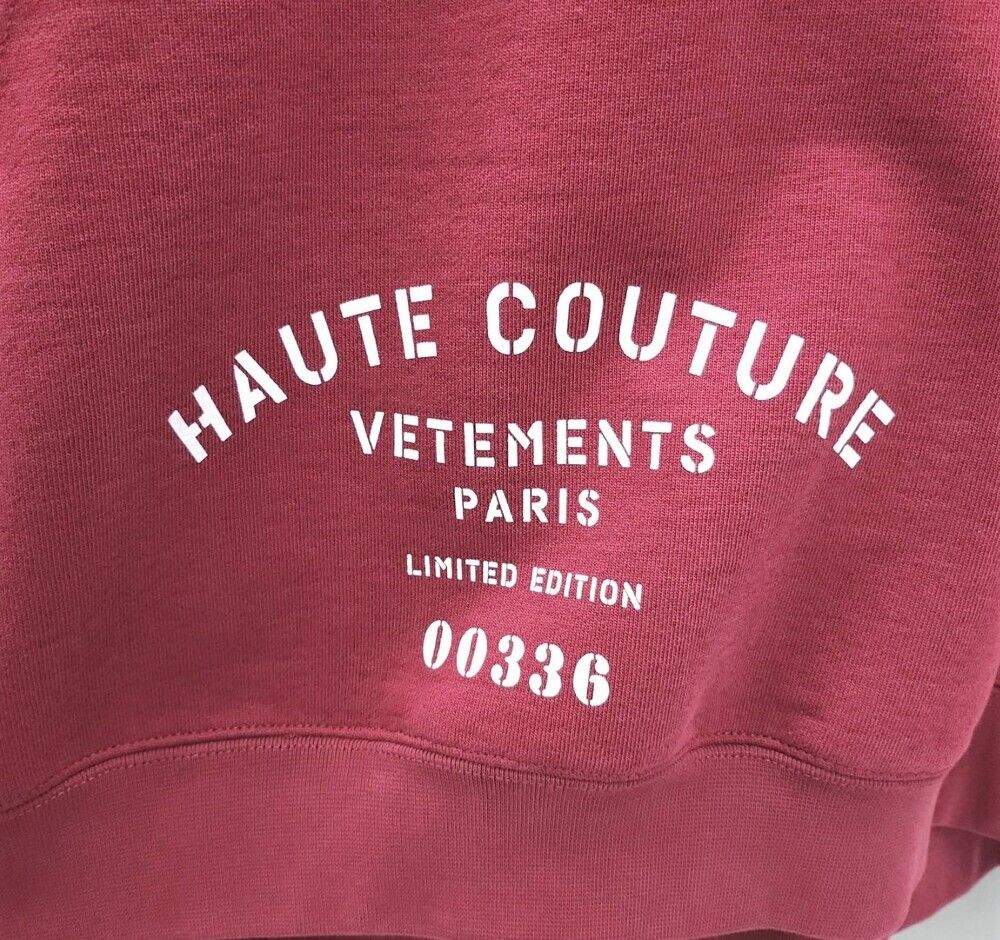 HAUTE COUTURE
VETEMENTS
PARIS
LIMITED EDITION
00336